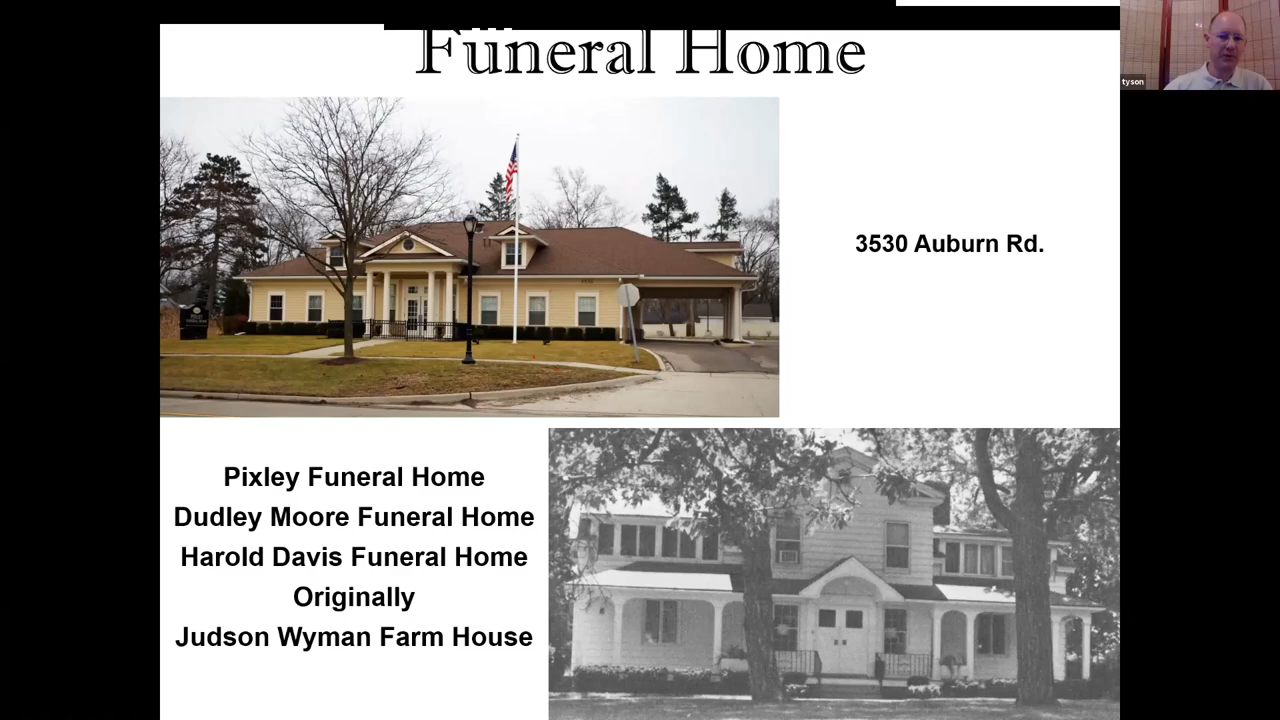 Funeral Home
tyson
3530 Auburn Rd.
Pixley Funeral Home
Dudley Moore Funeral Home
Harold Davis Funeral Home
Originally
Judson Wyman Farm House